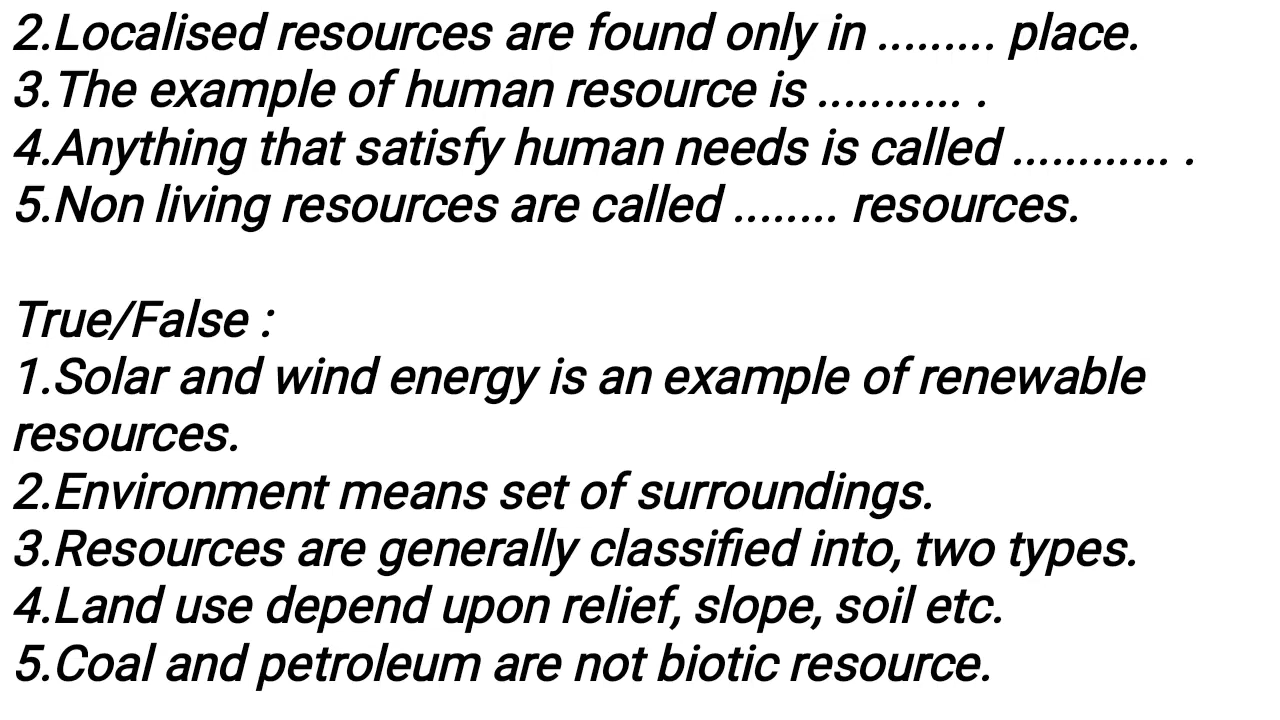 2.Localised resources are found only in ......... place.
3.The example of human resource is ........... .
4.Anything that satisfy human needs is called ............ .
5.Non living resources are called ........ resources.
True/False :
1.Solar and wind energy is an example of renewable
resources.
2.Environment means set of surroundings.
3.Resources are generally classified into, two types.
4.Land use depend upon relief, slope, soil etc.
5.Coal and petroleum are not biotic resource.